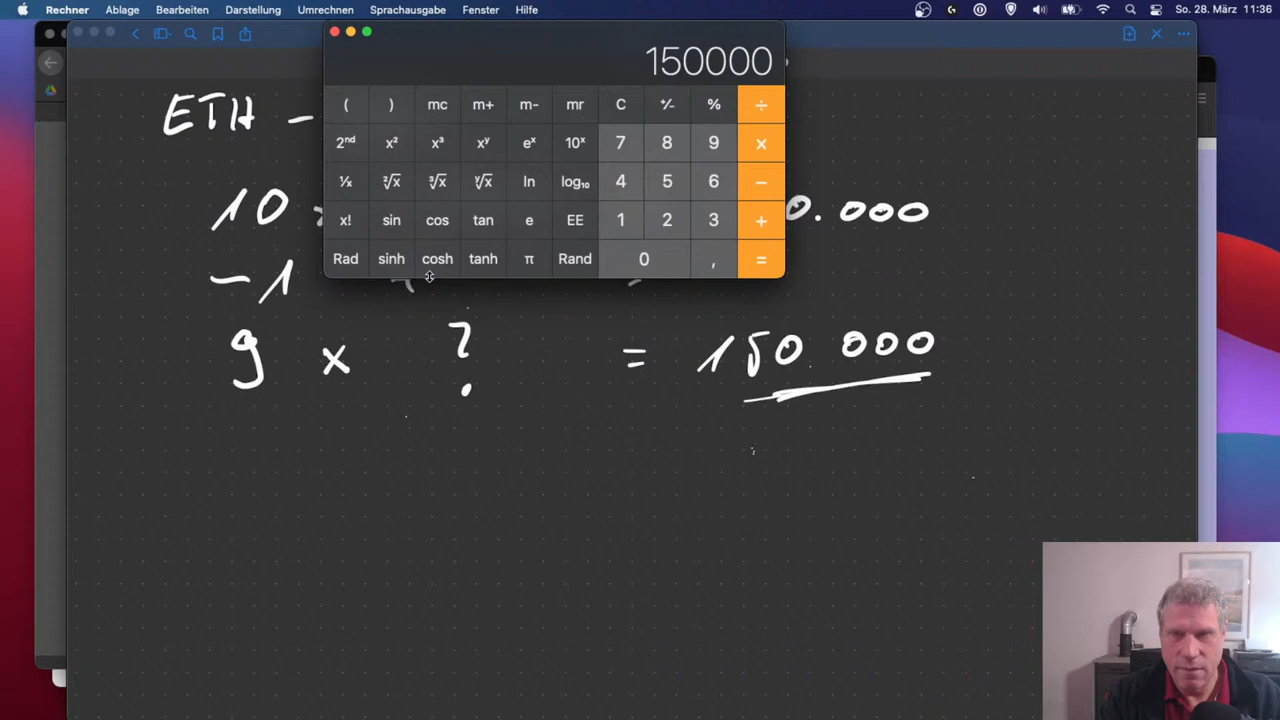 Rechner Ablage Bearbeiten Darstellung Umrechnen Sprachausgabe Fenster Hilfe So. 28. März 11:36
150000
ETH -
( ) mc m+ m- mr C +/- % ÷
2nd x² x³ xʸ eˣ 10ˣ 7 8 9 ×
1/x ²√x ³√x ʸ√x ln log₁₀ 4 5 6 −
10 0.000
x! sin cos tan e EE 1 2 3 +
Rad sinh cosh tanh π Rand 0 , =
- 1
9 x ? = 150 000